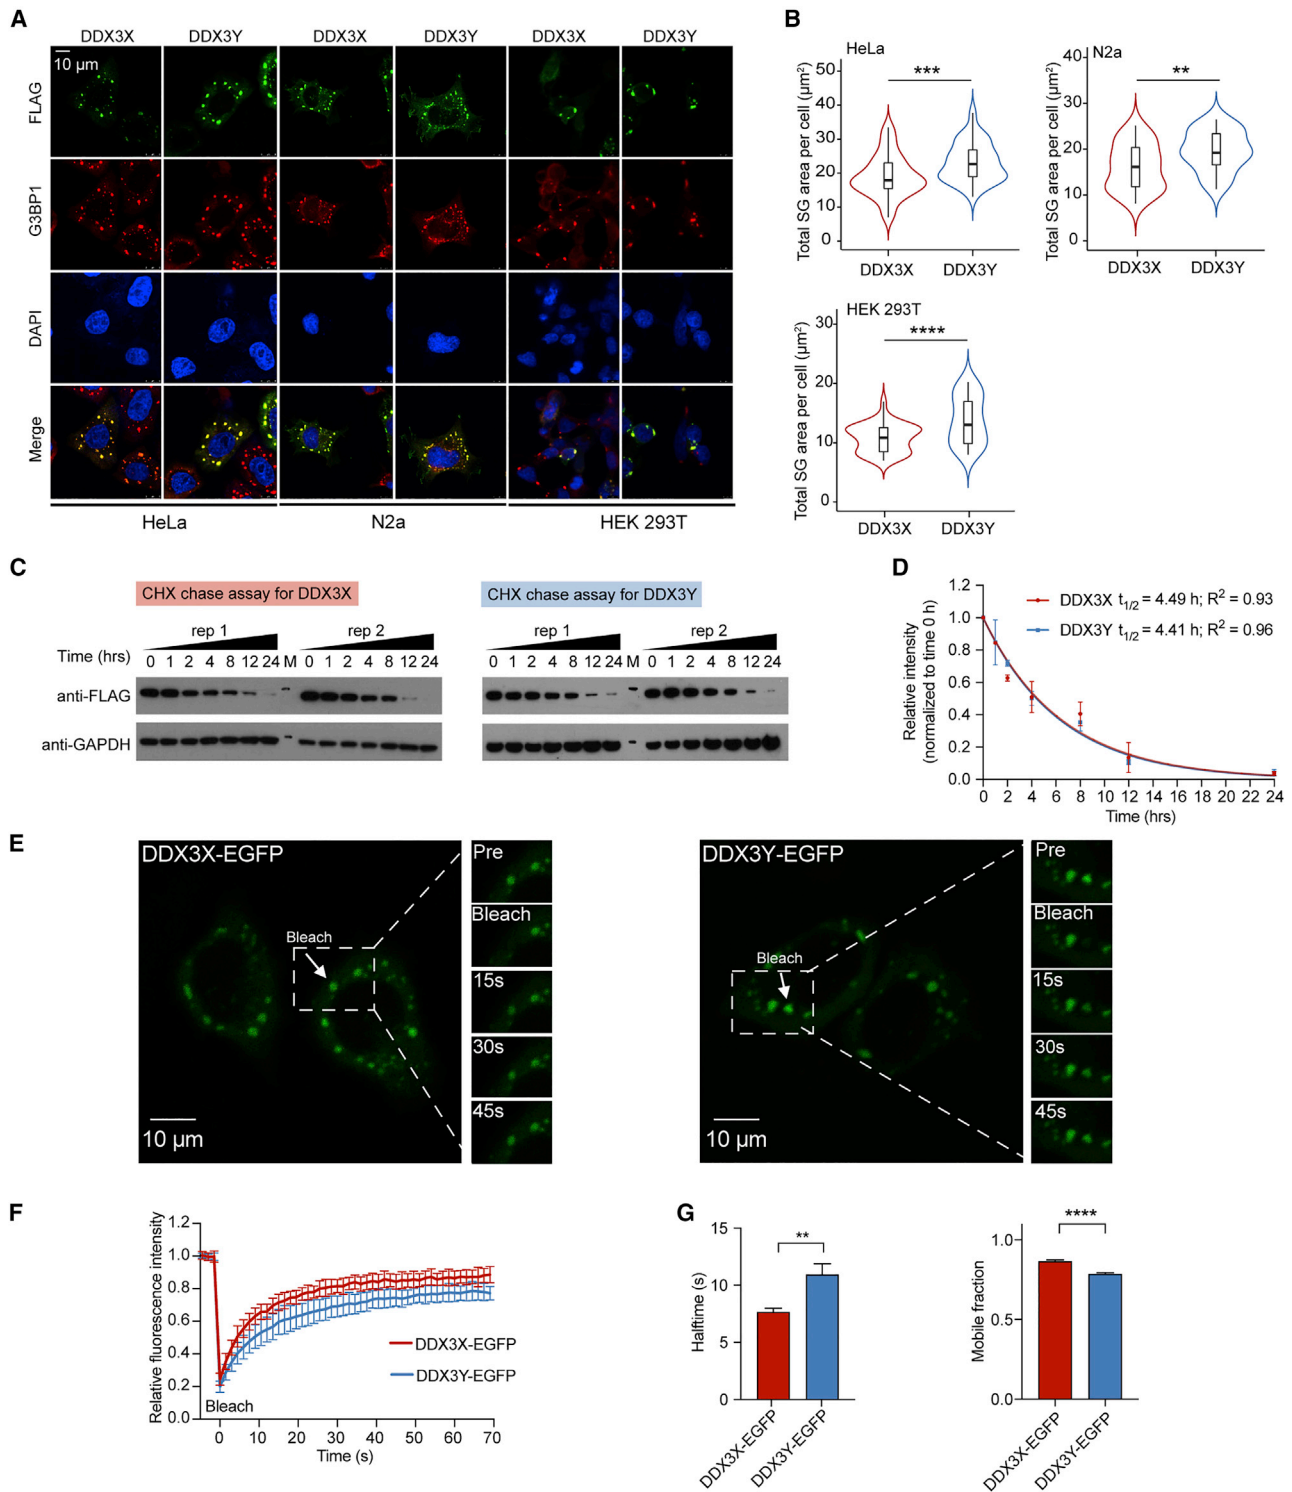 A
DDX3X DDX3Y DDX3X DDX3Y DDX3X DDX3Y
10 µm
FLAG
G3BP1
DAPI
Merge
HeLa N2a HEK 293T
B
HeLa
Total SG area per cell (µm²)
50
40
30
20
10
0
***
DDX3X DDX3Y
N2a
Total SG area per cell (µm²)
40
30
20
10
0
**
DDX3X DDX3Y
HEK 293T
Total SG area per cell (µm²)
30
20
10
0
****
DDX3X DDX3Y
C
CHX chase assay for DDX3X
rep 1 rep 2
Time (hrs) 0 1 2 4 8 12 24 M 0 1 2 4 8 12 24
anti-FLAG
anti-GAPDH
CHX chase assay for DDX3Y
rep 1 rep 2
0 1 2 4 8 12 24 M 0 1 2 4 8 12 24
D
Relative intensity
(normalized to time 0 h)
1.2
1.0
0.8
0.6
0.4
0.2
0.0
DDX3X t1/2 = 4.49 h; R² = 0.93
DDX3Y t1/2 = 4.41 h; R² = 0.96
0 2 4 6 8 10 12 14 16 18 20 22 24
Time (hrs)
E
DDX3X-EGFP
Bleach
10 µm
Pre
Bleach
15s
30s
45s
DDX3Y-EGFP
Bleach
10 µm
Pre
Bleach
15s
30s
45s
F
Relative fluorescence intensity
1.2
1.0
0.8
0.6
0.4
0.2
0.0
DDX3X-EGFP
DDX3Y-EGFP
Bleach
0 10 20 30 40 50 60 70
Time (s)
G
Halftime (s)
15
10
5
0
**
DDX3X-EGFP
DDX3Y-EGFP
Mobile fraction
1.0
0.5
0.0
****
DDX3X-EGFP
DDX3Y-EGFP